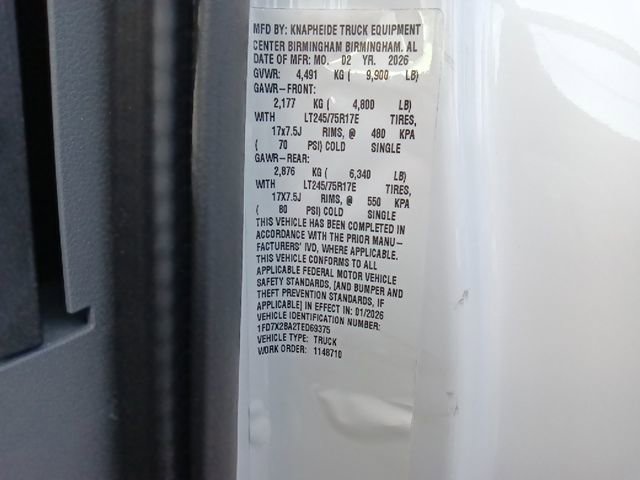 MFD BY: KNAPHEIDE TRUCK EQUIPMENT
CENTER BIRMINGHAM BIRMINGHAM, AL
DATE OF MFR: MO. 02 YR. 2026
GVWR: 4,491 KG ( 9,900 LB)
GAWR-FRONT:
2,177 KG ( 4,800 LB)
WITH LT245/75R17E TIRES,
17x7.5J RIMS, @ 480 KPA
( 70 PSI) COLD SINGLE
GAWR-REAR:
2,876 KG ( 6,340 LB)
WITH LT245/75R17E TIRES,
17X7.5J RIMS, @ 550 KPA
( 80 PSI) COLD SINGLE
THIS VEHICLE HAS BEEN COMPLETED IN
ACCORDANCE WITH THE PRIOR MANU-
FACTURERS' IVD, WHERE APPLICABLE.
THIS VEHICLE CONFORMS TO ALL
APPLICABLE FEDERAL MOTOR VEHICLE
SAFETY STANDARDS, [AND BUMPER AND
THEFT PREVENTION STANDARDS, IF
APPLICABLE] IN EFFECT IN: 01/2026
VEHICLE IDENTIFICATION NUMBER:
1FD7X2BA2TED69375
VEHICLE TYPE: TRUCK
WORK ORDER: 1148710